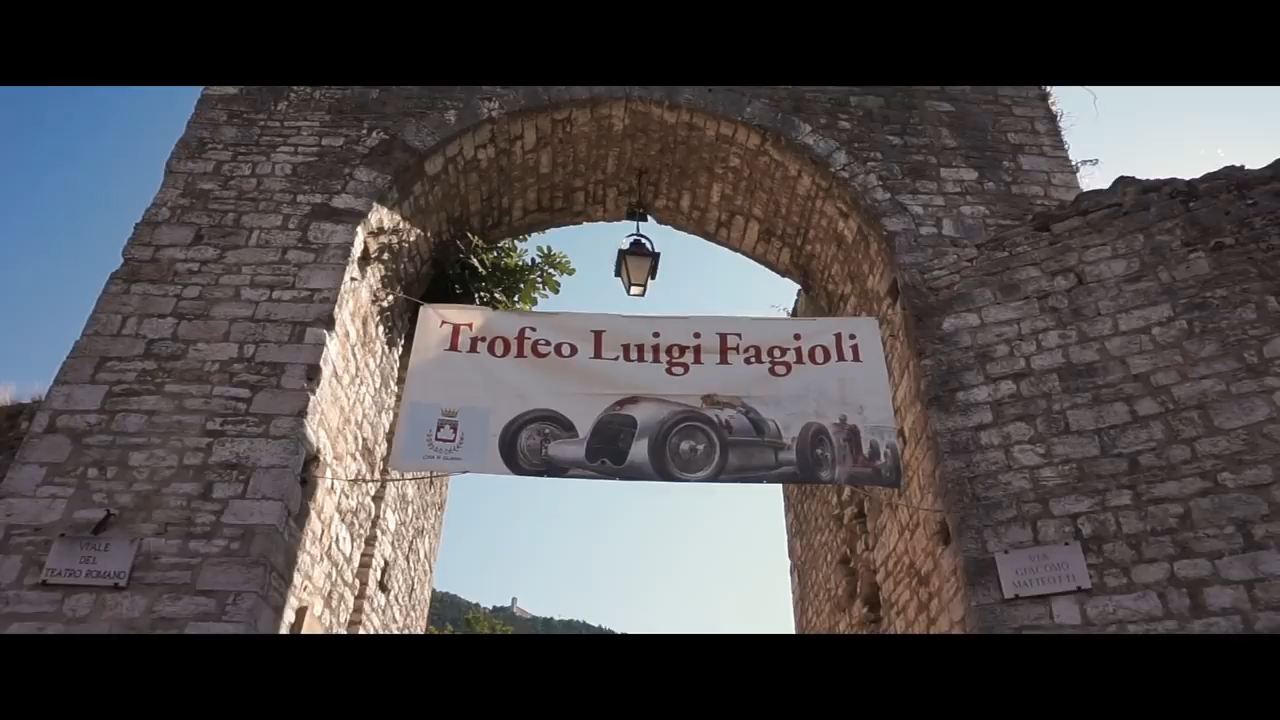 Trofeo Luigi Fagioli
VIALE
DEL
TEATRO ROMANO
VIA
GIACOMO
MATTEOTTI